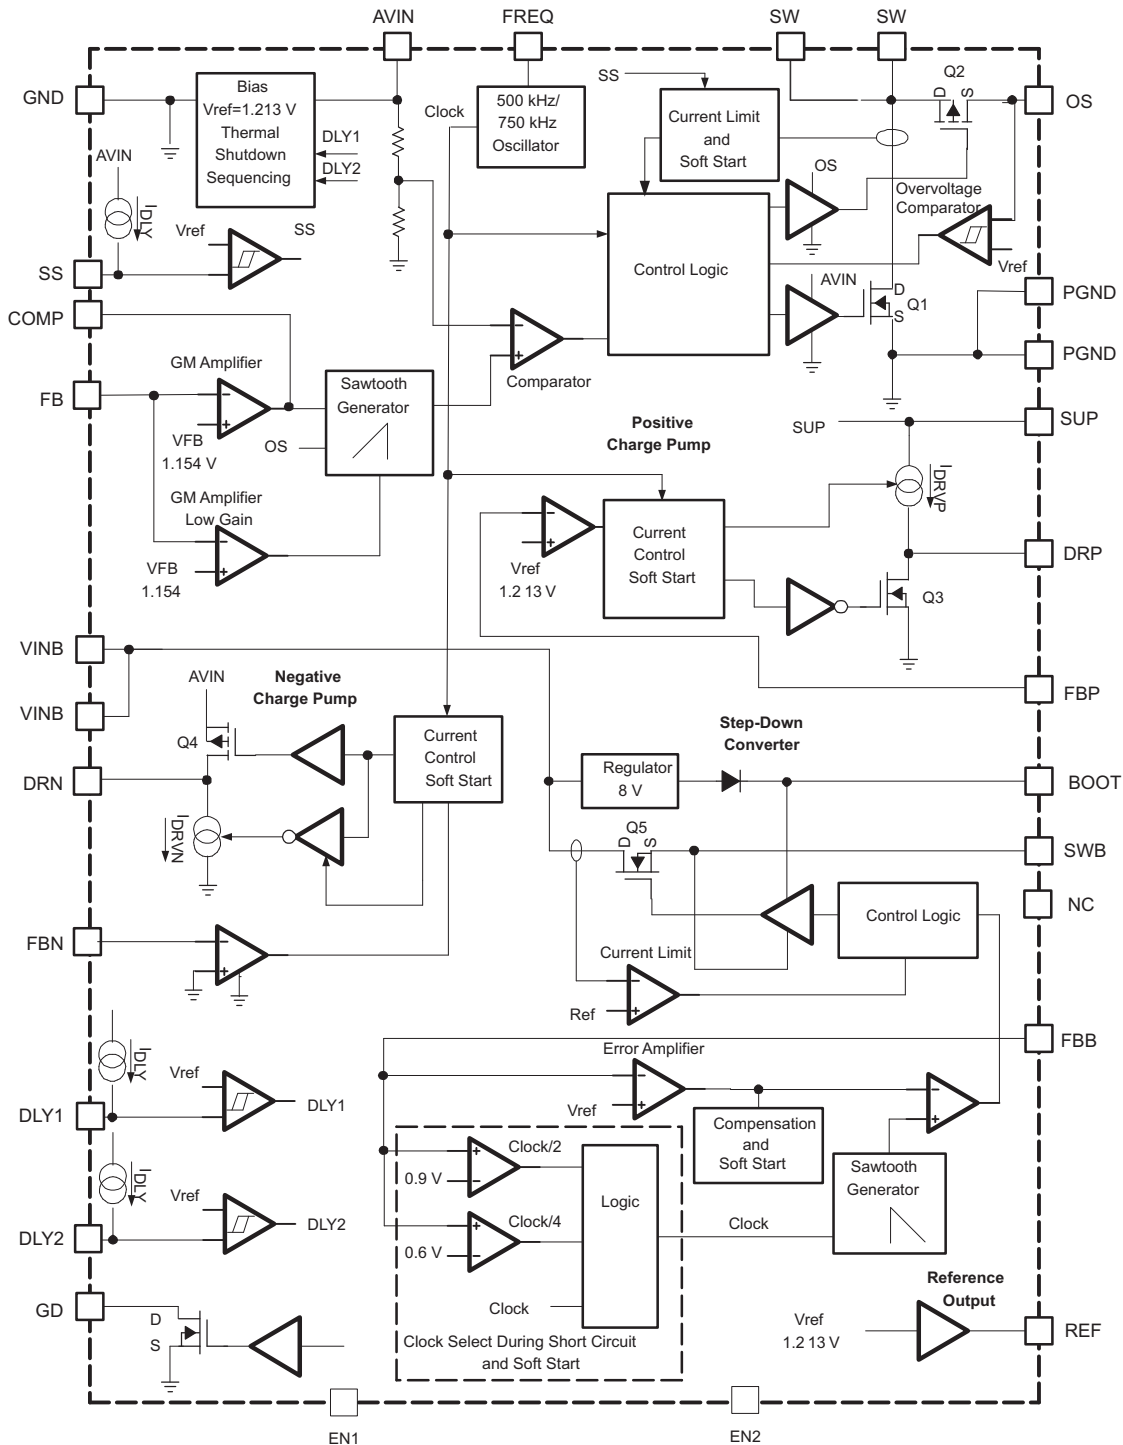 AVIN
FREQ
SW
SW
GND
Bias
Vref=1.213 V
Thermal
Shutdown
Sequencing
DLY1
DLY2
Clock
500 kHz/
750 kHz
Oscillator
SS
Current Limit
and
Soft Start
Q2
D
S
OS
AVIN
IDLY
Vref
SS
SS
OS
Overvoltage
Comparator
Vref
Control Logic
AVIN
D
Q1
S
PGND
PGND
COMP
GM Amplifier
FB
VFB
1.154 V
Sawtooth
Generator
OS
Comparator
GM Amplifier
Low Gain
VFB
1.154
Positive
Charge Pump
SUP
SUP
IDRVP
Vref
1.2 13 V
Current
Control
Soft Start
DRP
Q3
FBP
VINB
VINB
Negative
Charge Pump
AVIN
Q4
DRN
IDRVN
Current
Control
Soft Start
Step-Down
Converter
Regulator
8 V
BOOT
Q5
D
S
SWB
NC
Control Logic
Current Limit
Ref
FBN
FBB
Error Amplifier
Vref
Compensation
and
Soft Start
Sawtooth
Generator
Clock
IDLY
Vref
DLY1
DLY1
IDLY
Vref
DLY2
DLY2
Clock/2
0.9 V
Clock/4
0.6 V
Logic
Clock
Clock Select During Short Circuit
and Soft Start
GD
D
S
Reference
Output
Vref
1.2 13 V
REF
EN1
EN2
+
−